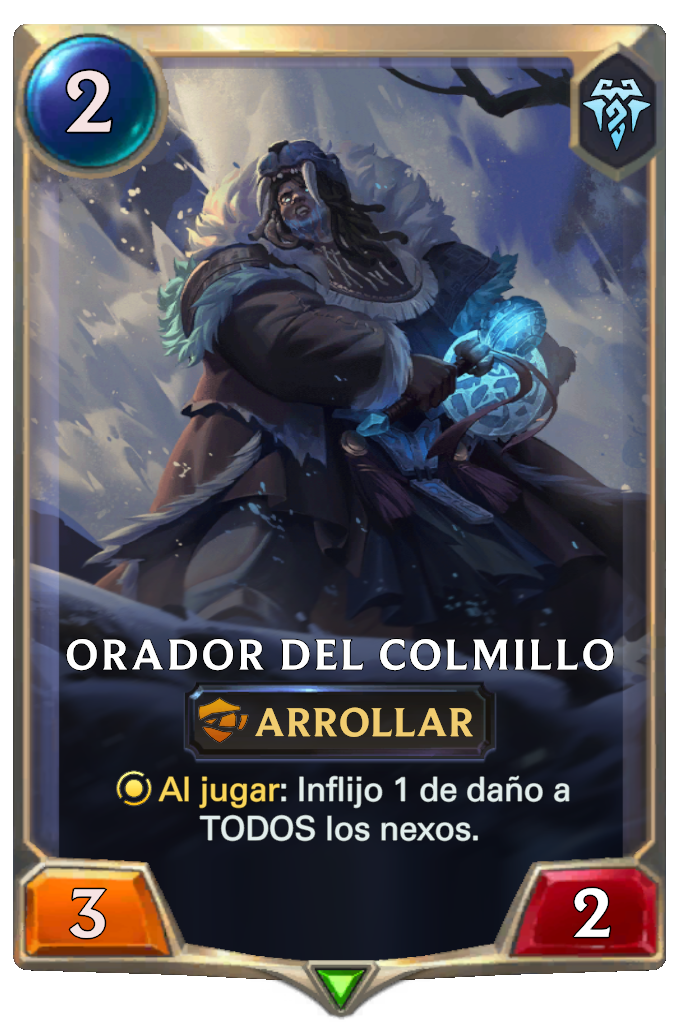 2
ORADOR DEL COLMILLO
ARROLLAR
Al jugar: Inflijo 1 de daño a
TODOS los nexos.
3
2